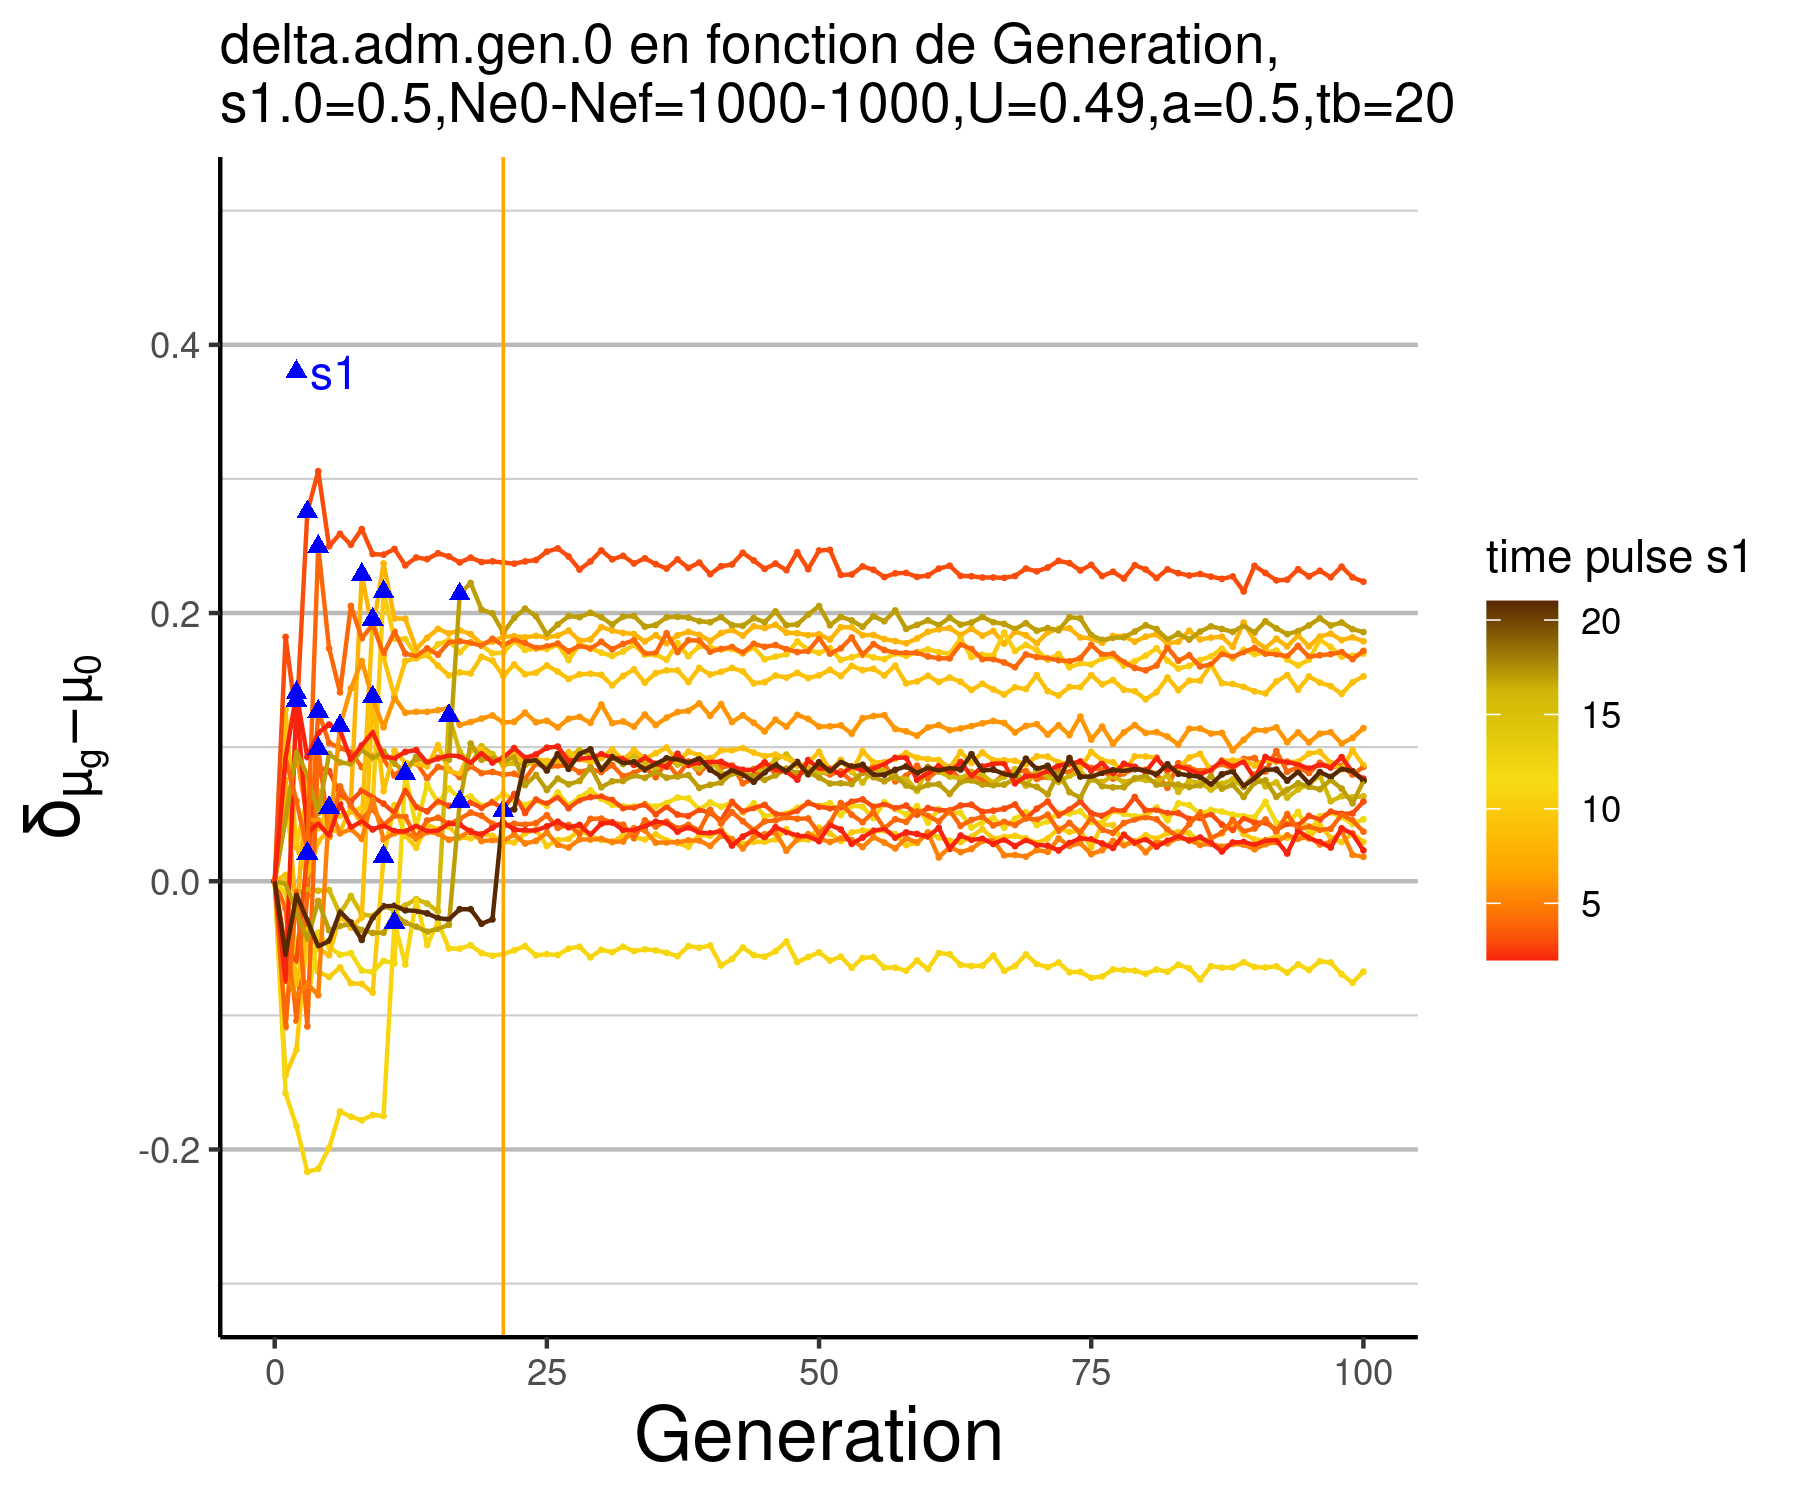 delta.adm.gen.0 en fonction de Generation,
s1.0=0.5,Ne0-Nef=1000-1000,U=0.49,a=0.5,tb=20
0.4
0.2
0.0
-0.2
δμg−μ0
s1
0 25 50 75 100
Generation
time pulse s1
20
15
10
5